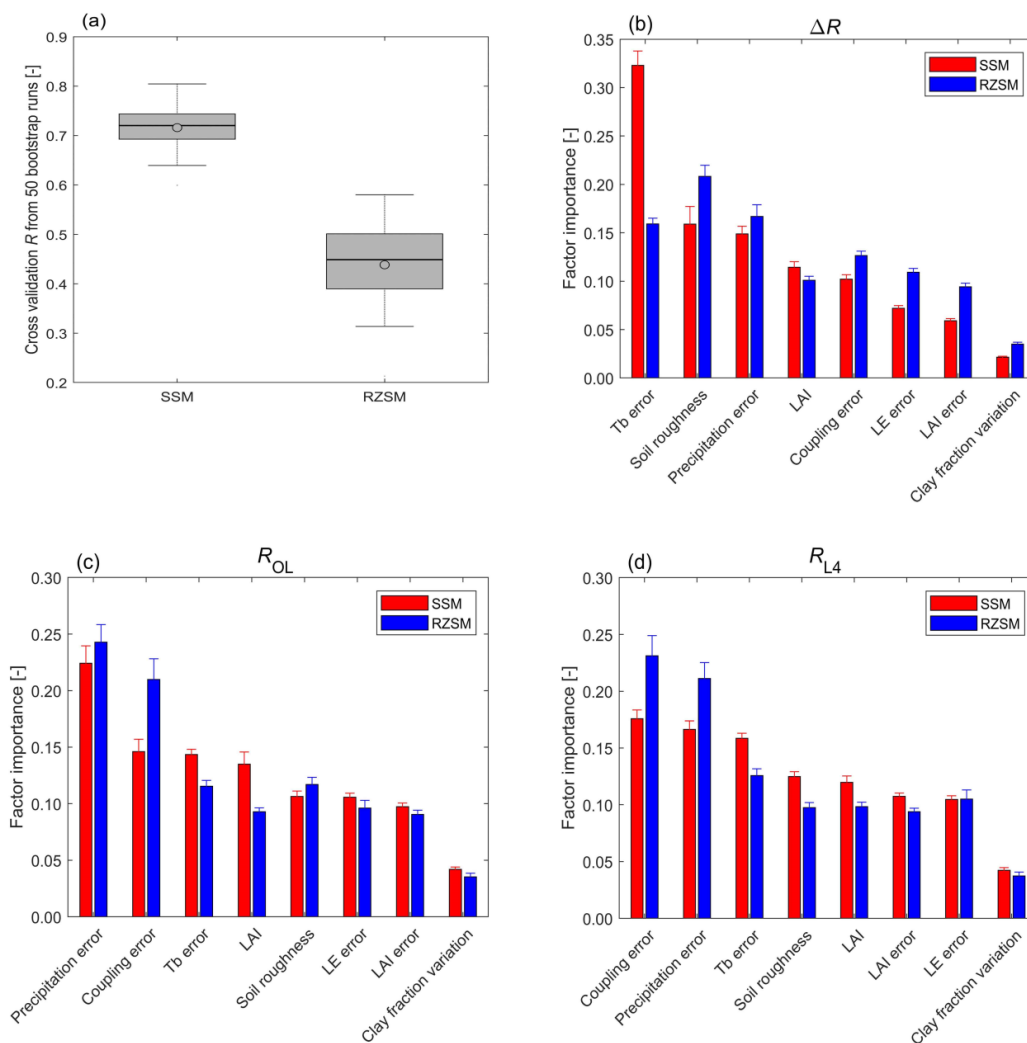 (a)
Cross validation R from 50 bootstrap runs [-]
0.9
0.8
0.7
0.6
0.5
0.4
0.3
0.2
SSM
RZSM
(b)
ΔR
Factor importance [-]
0.35
0.30
0.25
0.20
0.15
0.10
0.05
0.00
SSM
RZSM
Tb error
Soil roughness
Precipitation error
LAI
Coupling error
LE error
LAI error
Clay fraction variation
(c)
R_OL
Factor importance [-]
0.30
0.25
0.20
0.15
0.10
0.05
0.00
SSM
RZSM
Precipitation error
Coupling error
Tb error
LAI
Soil roughness
LE error
LAI error
Clay fraction variation
(d)
R_L4
Factor importance [-]
0.30
0.25
0.20
0.15
0.10
0.05
0.00
SSM
RZSM
Coupling error
Precipitation error
Tb error
Soil roughness
LAI
LAI error
LE error
Clay fraction variation